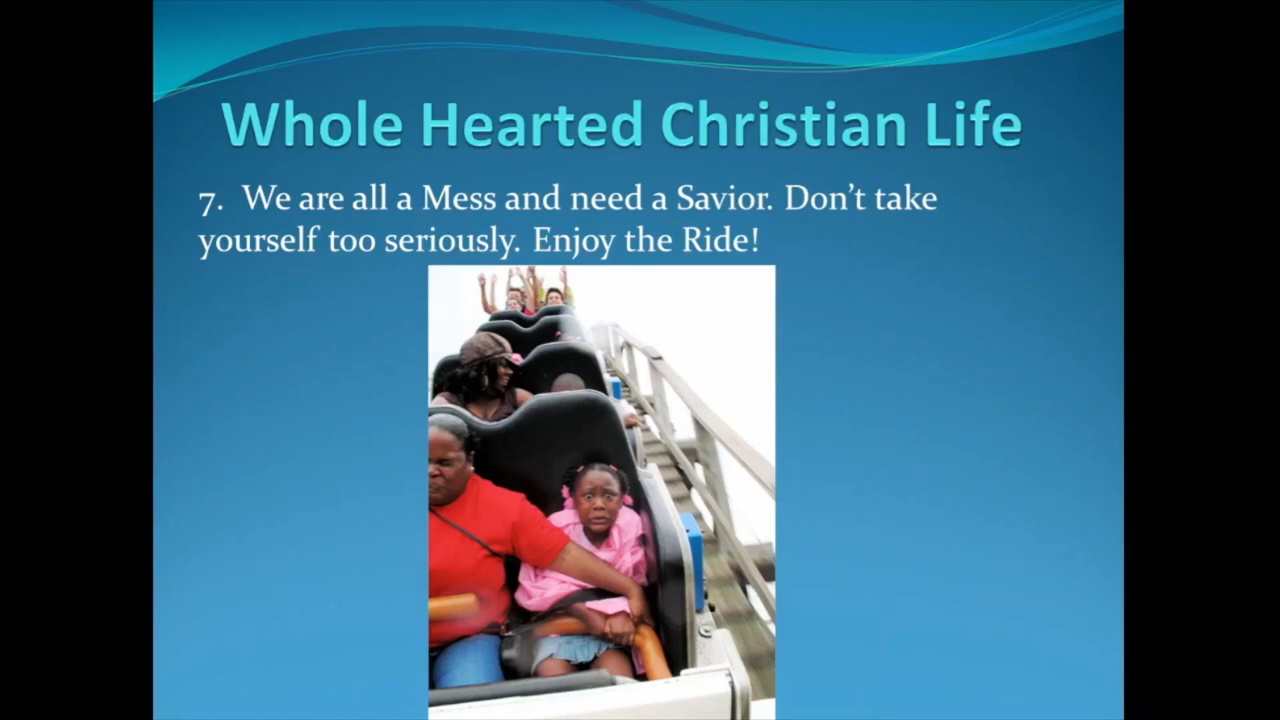 Whole Hearted Christian Life
7. We are all a Mess and need a Savior. Don’t take
yourself too seriously. Enjoy the Ride!